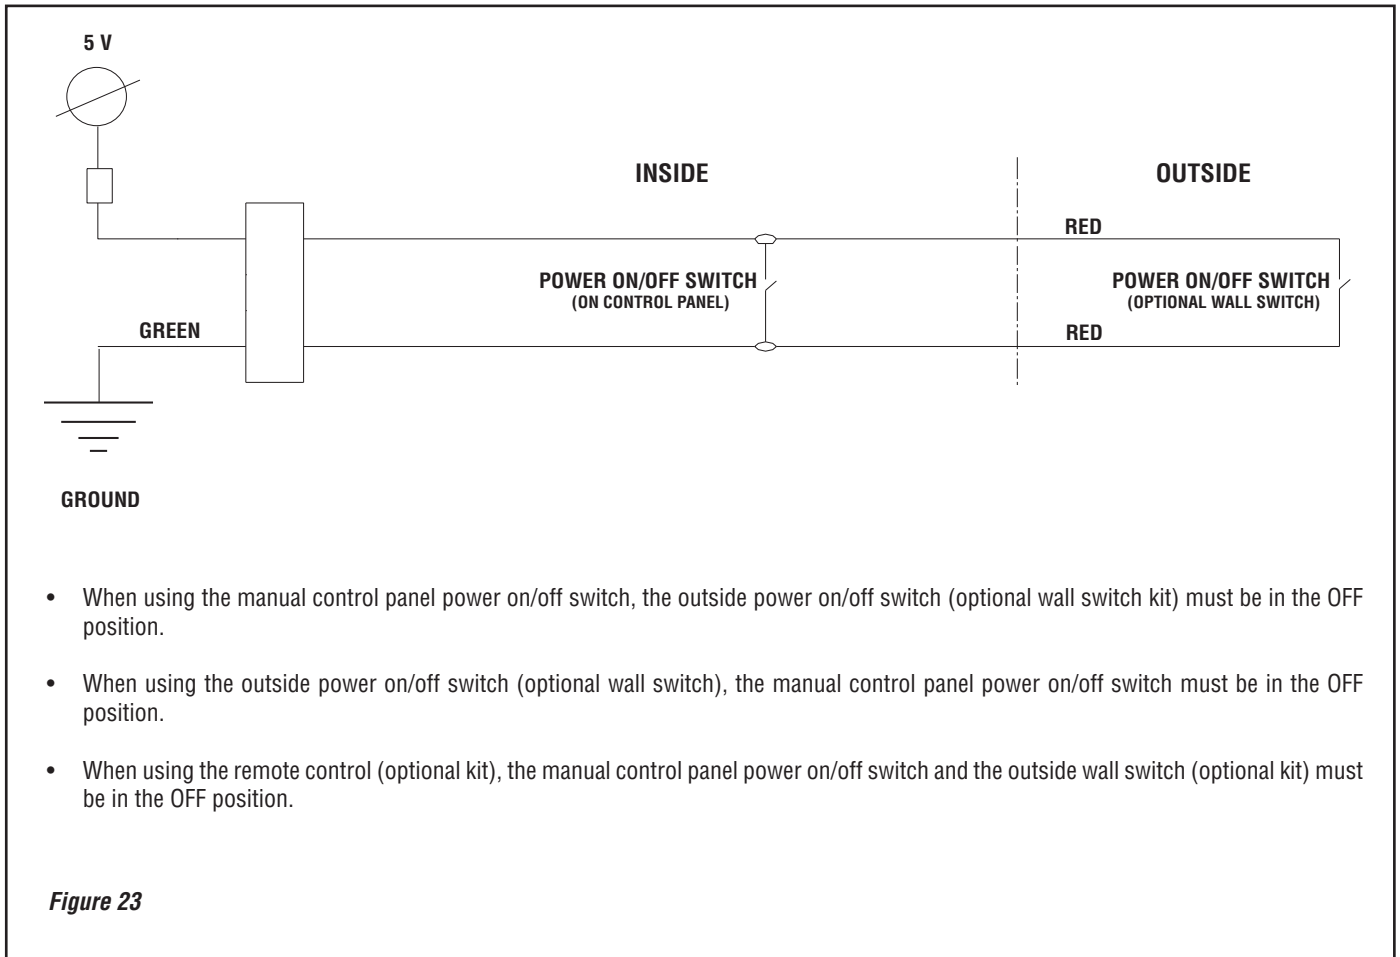 5 V
INSIDE
OUTSIDE
RED
POWER ON/OFF SWITCH
(ON CONTROL PANEL)
POWER ON/OFF SWITCH
(OPTIONAL WALL SWITCH)
GREEN
RED
GROUND
• When using the manual control panel power on/off switch, the outside power on/off switch (optional wall switch kit) must be in the OFF
position.
• When using the outside power on/off switch (optional wall switch), the manual control panel power on/off switch must be in the OFF
position.
• When using the remote control (optional kit), the manual control panel power on/off switch and the outside wall switch (optional kit) must
be in the OFF position.
Figure 23